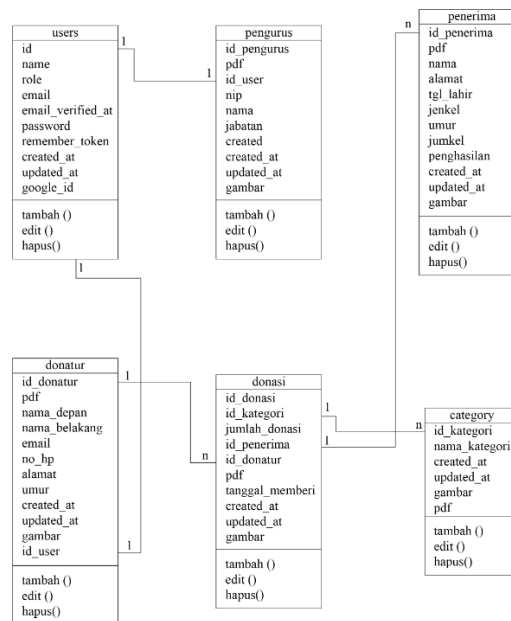 users
id
name
role
email
email_verified_at
password
remember_token
created_at
updated_at
google_id
tambah ()
edit ()
hapus()
1
1
1
pengurus
id_pengurus
pdf
id_user
nip
nama
jabatan
created
created_at
updated_at
gambar
tambah ()
edit ()
hapus()
n
penerima
id_penerima
pdf
nama
alamat
tgl_lahir
jenkel
umur
jumkel
penghasilan
created_at
updated_at
gambar
tambah ()
edit ()
hapus()
donatur
id_donatur
pdf
nama_depan
nama_belakang
email
no_hp
alamat
umur
created_at
updated_at
gambar
id_user
tambah ()
edit ()
hapus()
1
1
n
donasi
id_donasi
id_kategori
jumlah_donasi
id_penerima
id_donatur
pdf
tanggal_memberi
created_at
updated_at
gambar
tambah ()
edit ()
hapus()
1
1
n
category
id_kategori
nama_kategori
created_at
updated_at
gambar
pdf
tambah ()
edit ()
hapus()